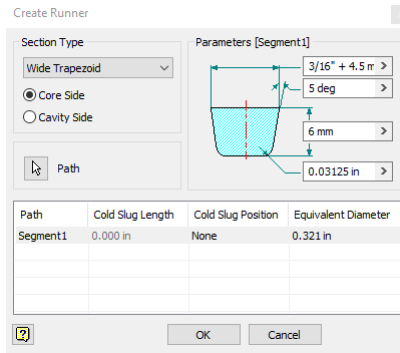 Create Runner
Section Type
Wide Trapezoid
Core Side
Cavity Side
Path
Parameters [Segment1]
3/16" + 4.5 m
5 deg
6 mm
0.03125 in
Path Cold Slug Length Cold Slug Position Equivalent Diameter
Segment1 0.000 in None 0.321 in
?
OK Cancel